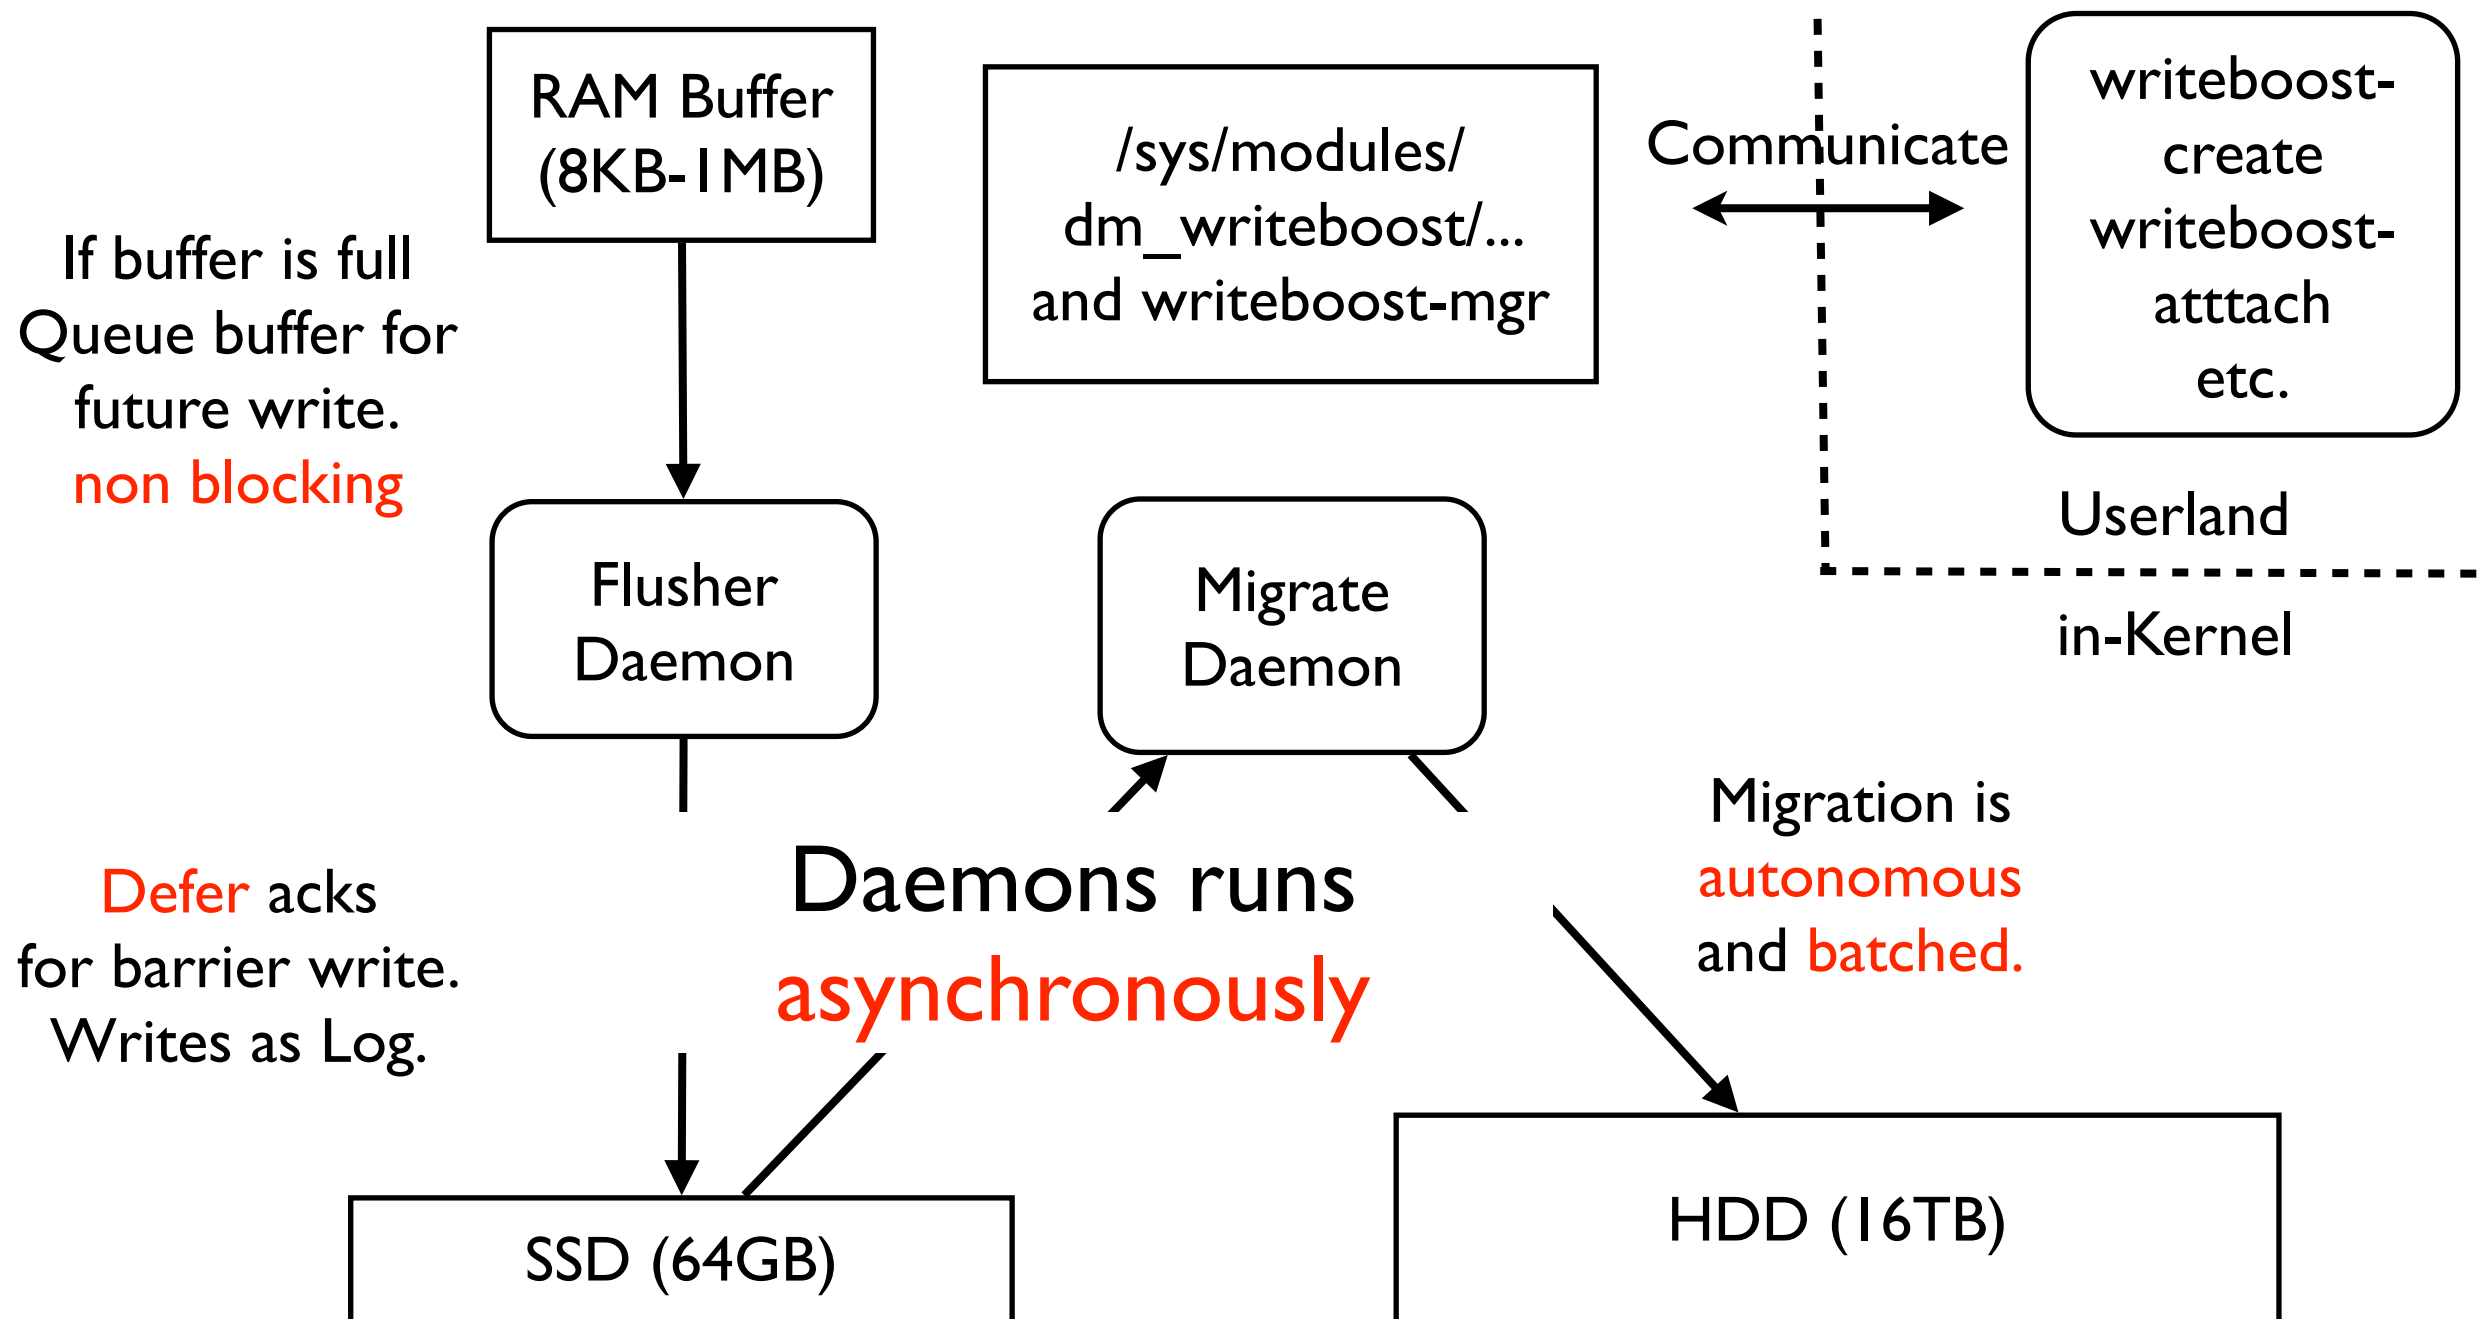 RAM Buffer
(8KB-1MB)
/sys/modules/
dm_writeboost/...
and writeboost-mgr
Communicate
writeboost-
create
writeboost-
atttach
etc.
If buffer is full
Queue buffer for
future write.
non blocking
Userland
in-Kernel
Flusher
Daemon
Migrate
Daemon
Migration is
autonomous
and batched.
Defer acks
for barrier write.
Writes as Log.
Daemons runs
asynchronously
SSD (64GB)
HDD (16TB)